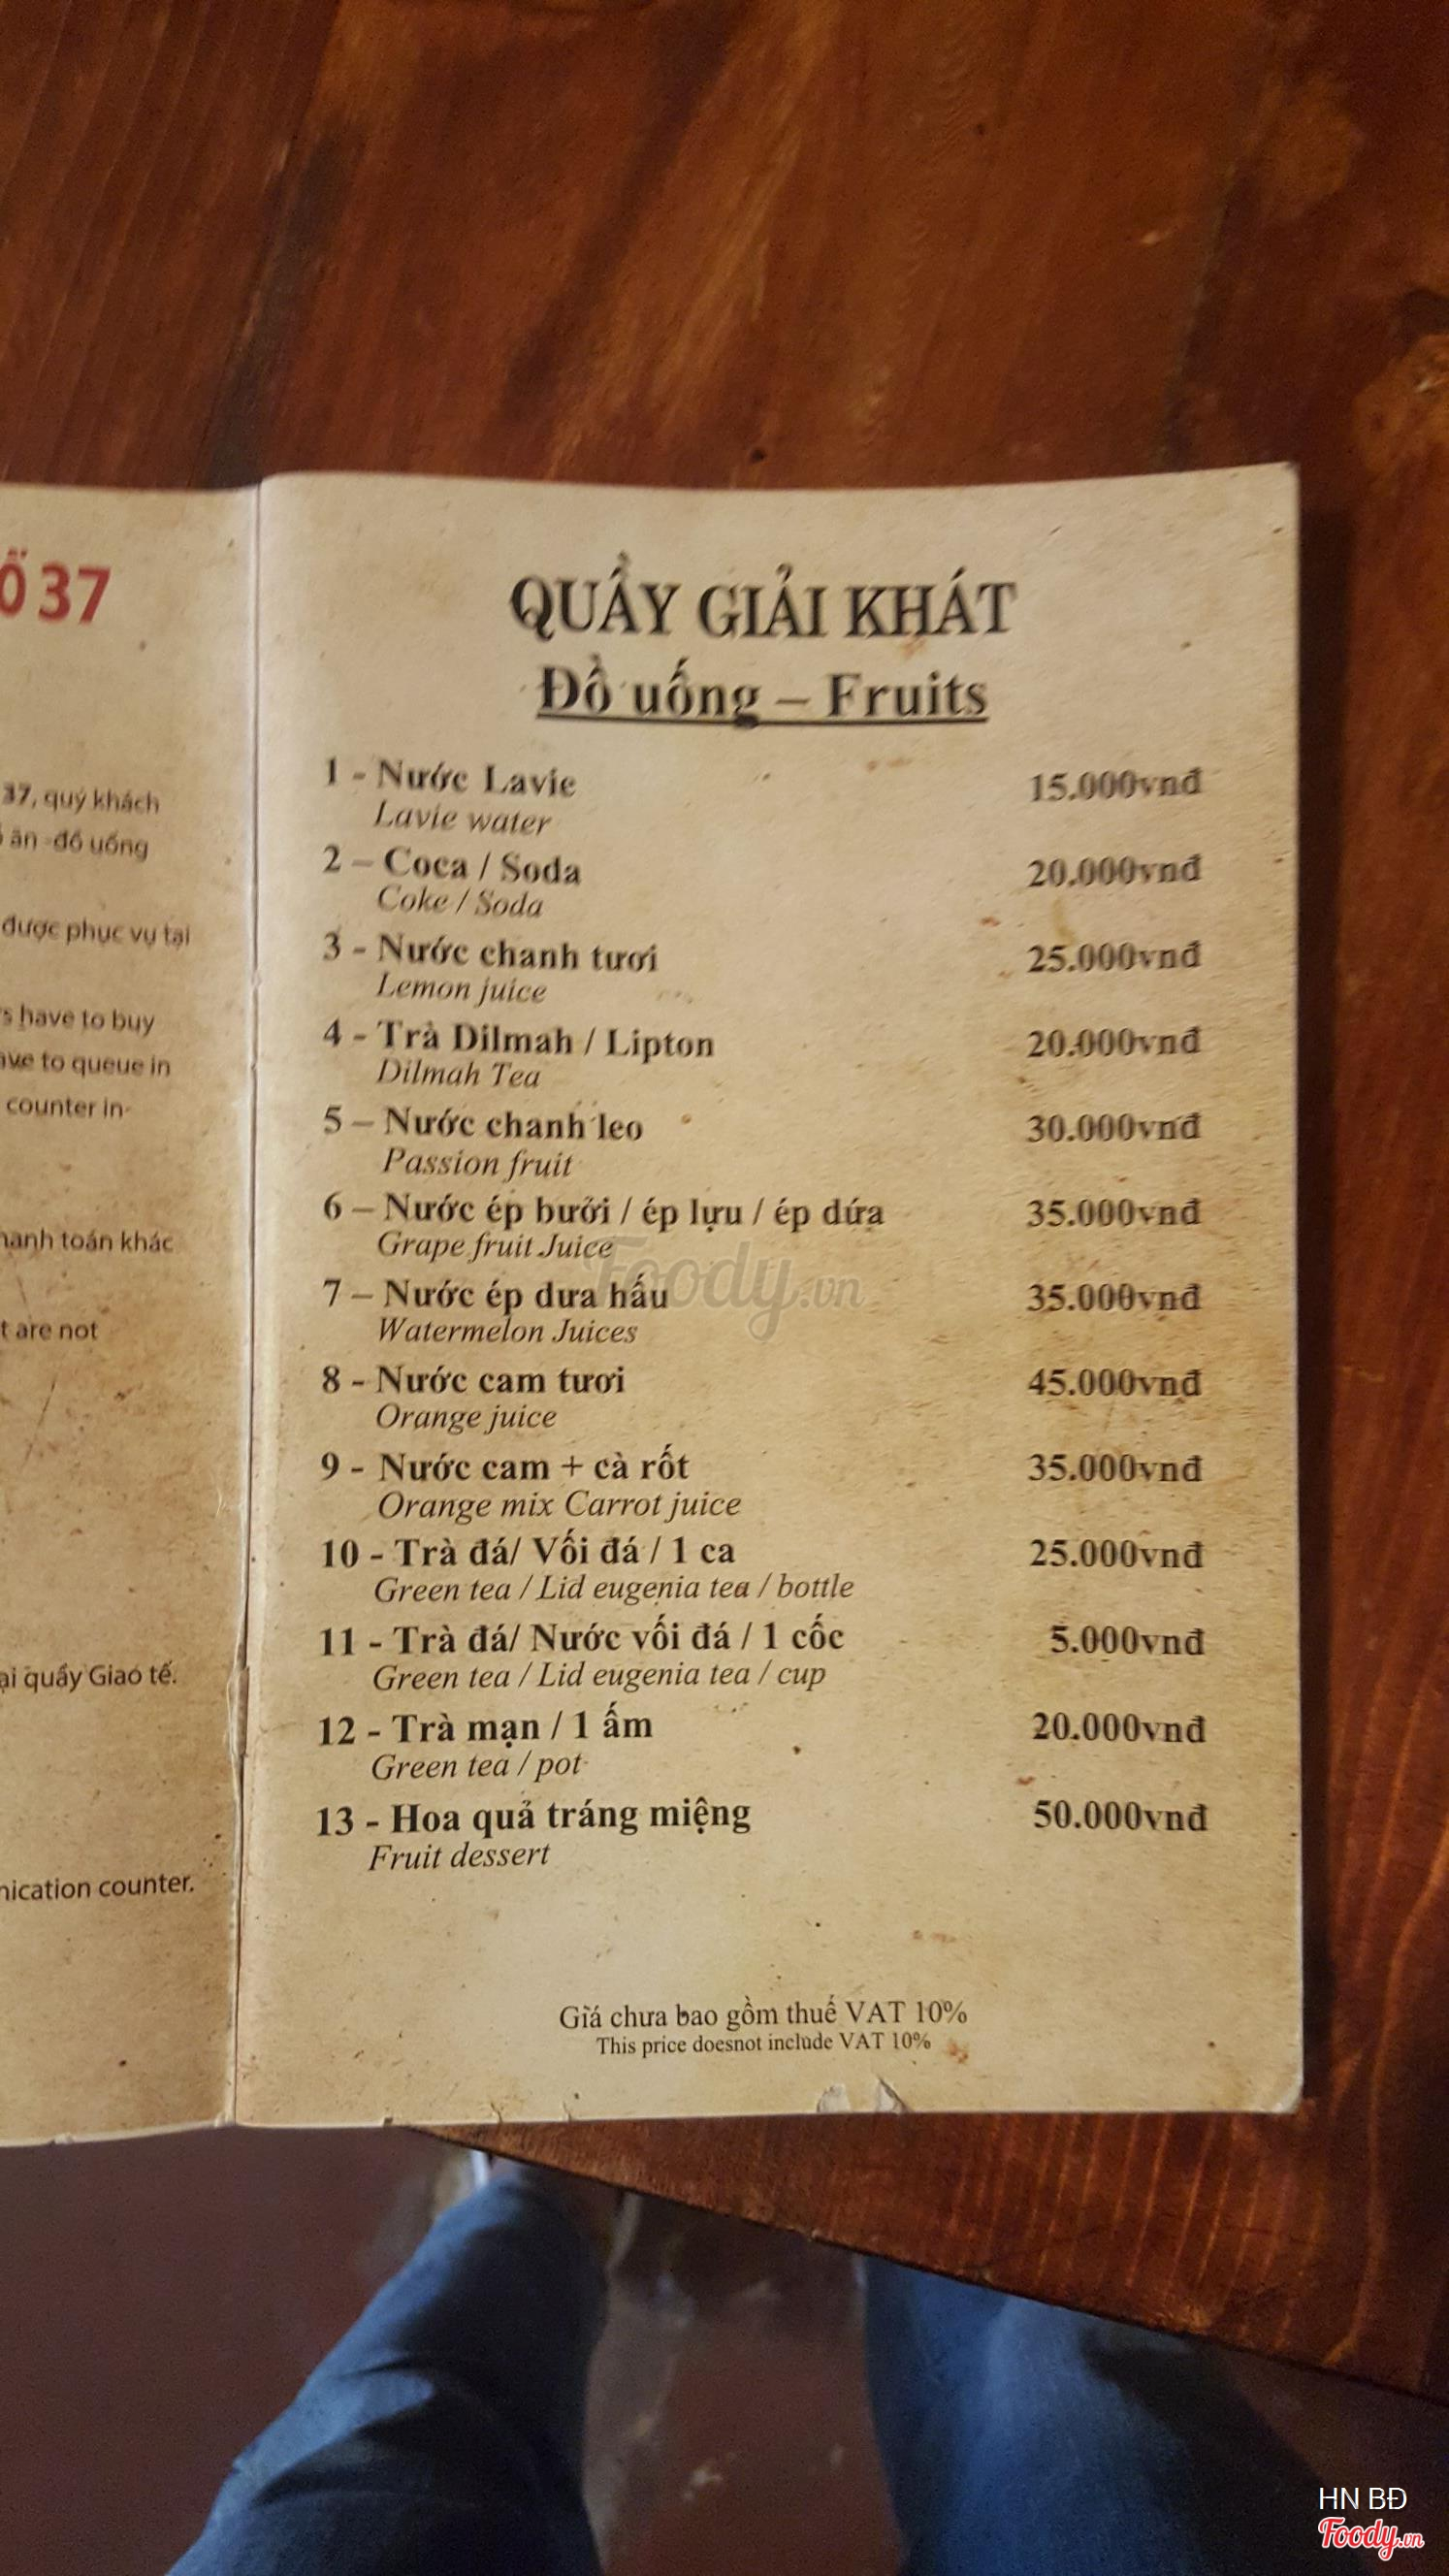 Ổ 37
37, quý khách
ăn -đồ uống
được phục vụ tại
s have to buy
ave to queue in
counter in-
hanh toán khác
t are not
ại quầy Giao tế.
nication counter.
QUẦY GIẢI KHÁT
Đồ uống – Fruits
1 - Nước Lavie 15.000vnđ
Lavie water
2 – Coca / Soda 20.000vnđ
Coke / Soda
3 - Nước chanh tươi 25.000vnđ
Lemon juice
4 - Trà Dilmah / Lipton 20.000vnđ
Dilmah Tea
5 – Nước chanh leo 30.000vnđ
Passion fruit
6 – Nước ép bưởi / ép lựu / ép dứa 35.000vnđ
Grape fruit Juice
Foody.vn
7 – Nước ép dưa hấu 35.000vnđ
Watermelon Juices
8 - Nước cam tươi 45.000vnđ
Orange juice
9 - Nước cam + cà rốt 35.000vnđ
Orange mix Carrot juice
10 - Trà đá/ Vối đá / 1 ca 25.000vnđ
Green tea / Lid eugenia tea / bottle
11 - Trà đá/ Nước vối đá / 1 cốc 5.000vnđ
Green tea / Lid eugenia tea / cup
12 - Trà mạn / 1 ấm 20.000vnđ
Green tea / pot
13 - Hoa quả tráng miệng 50.000vnđ
Fruit dessert
Giá chưa bao gồm thuế VAT 10%
This price doesnot include VAT 10%
HN BĐ
Foody.vn